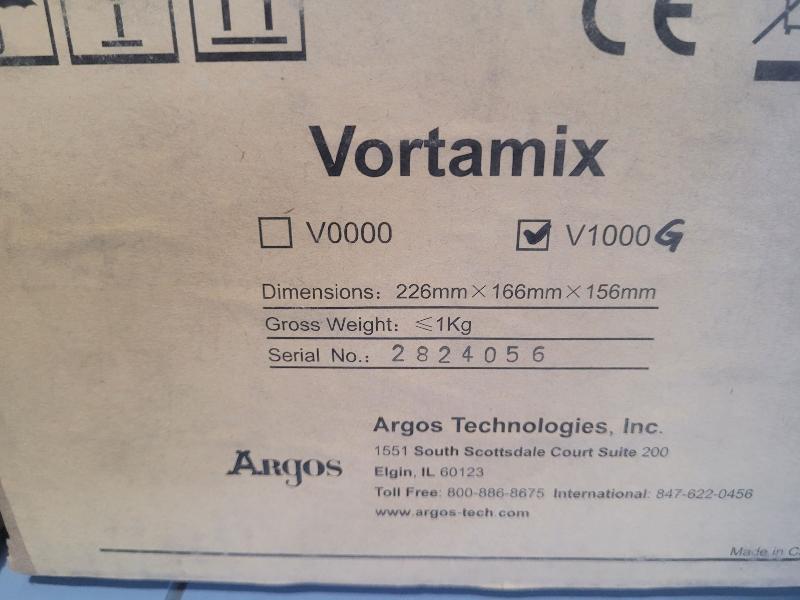 CE
Vortamix
V0000
V1000G
Dimensions: 226mm×166mm×156mm
Gross Weight: ≤1Kg
Serial No.: 2824056
Argos
Argos Technologies, Inc.
1551 South Scottsdale Court Suite 200
Elgin, IL 60123
Toll Free: 800-886-8675 International: 847-622-0456
www.argos-tech.com
Made in